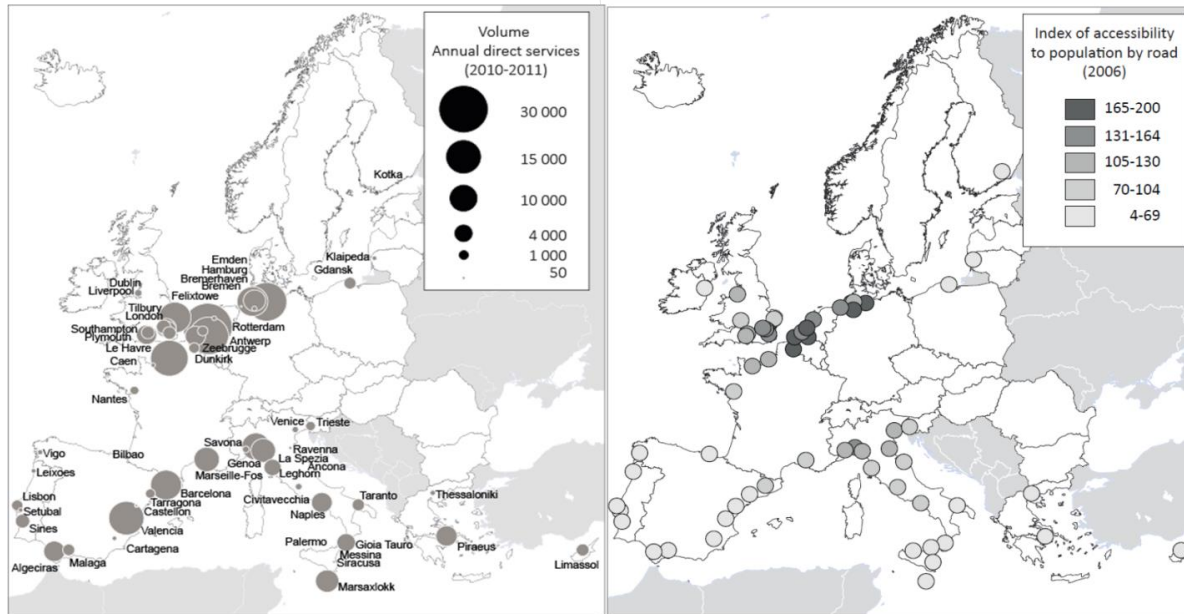 Volume
Annual direct services
(2010-2011)
30 000
15 000
10 000
4 000
1 000
50
Kotka
Klaipeda
Gdansk
Emden
Hamburg
Bremerhaven
Bremen
Dublin
Liverpool
Felixtowe
Tilbury
London
Southampton
Plymouth
Rotterdam
Antwerp
Zeebrugge
Le Havre
Dunkirk
Caen
Nantes
Venice
Trieste
Savona
Ravenna
Genoa
La Spezia
Bilbao
Marseille-Fos
Leghorn
Ancona
Vigo
Leixoes
Barcelona
Civitavecchia
Taranto
Thessaloniki
Lisbon
Tarragona
Setubal
Castellon
Naples
Sines
Valencia
Palermo
Gioia Tauro
Piraeus
Cartagena
Messina
Algeciras
Malaga
Siracusa
Limassol
Marsaxlokk
Index of accessibility
to population by road
(2006)
165-200
131-164
105-130
70-104
4-69